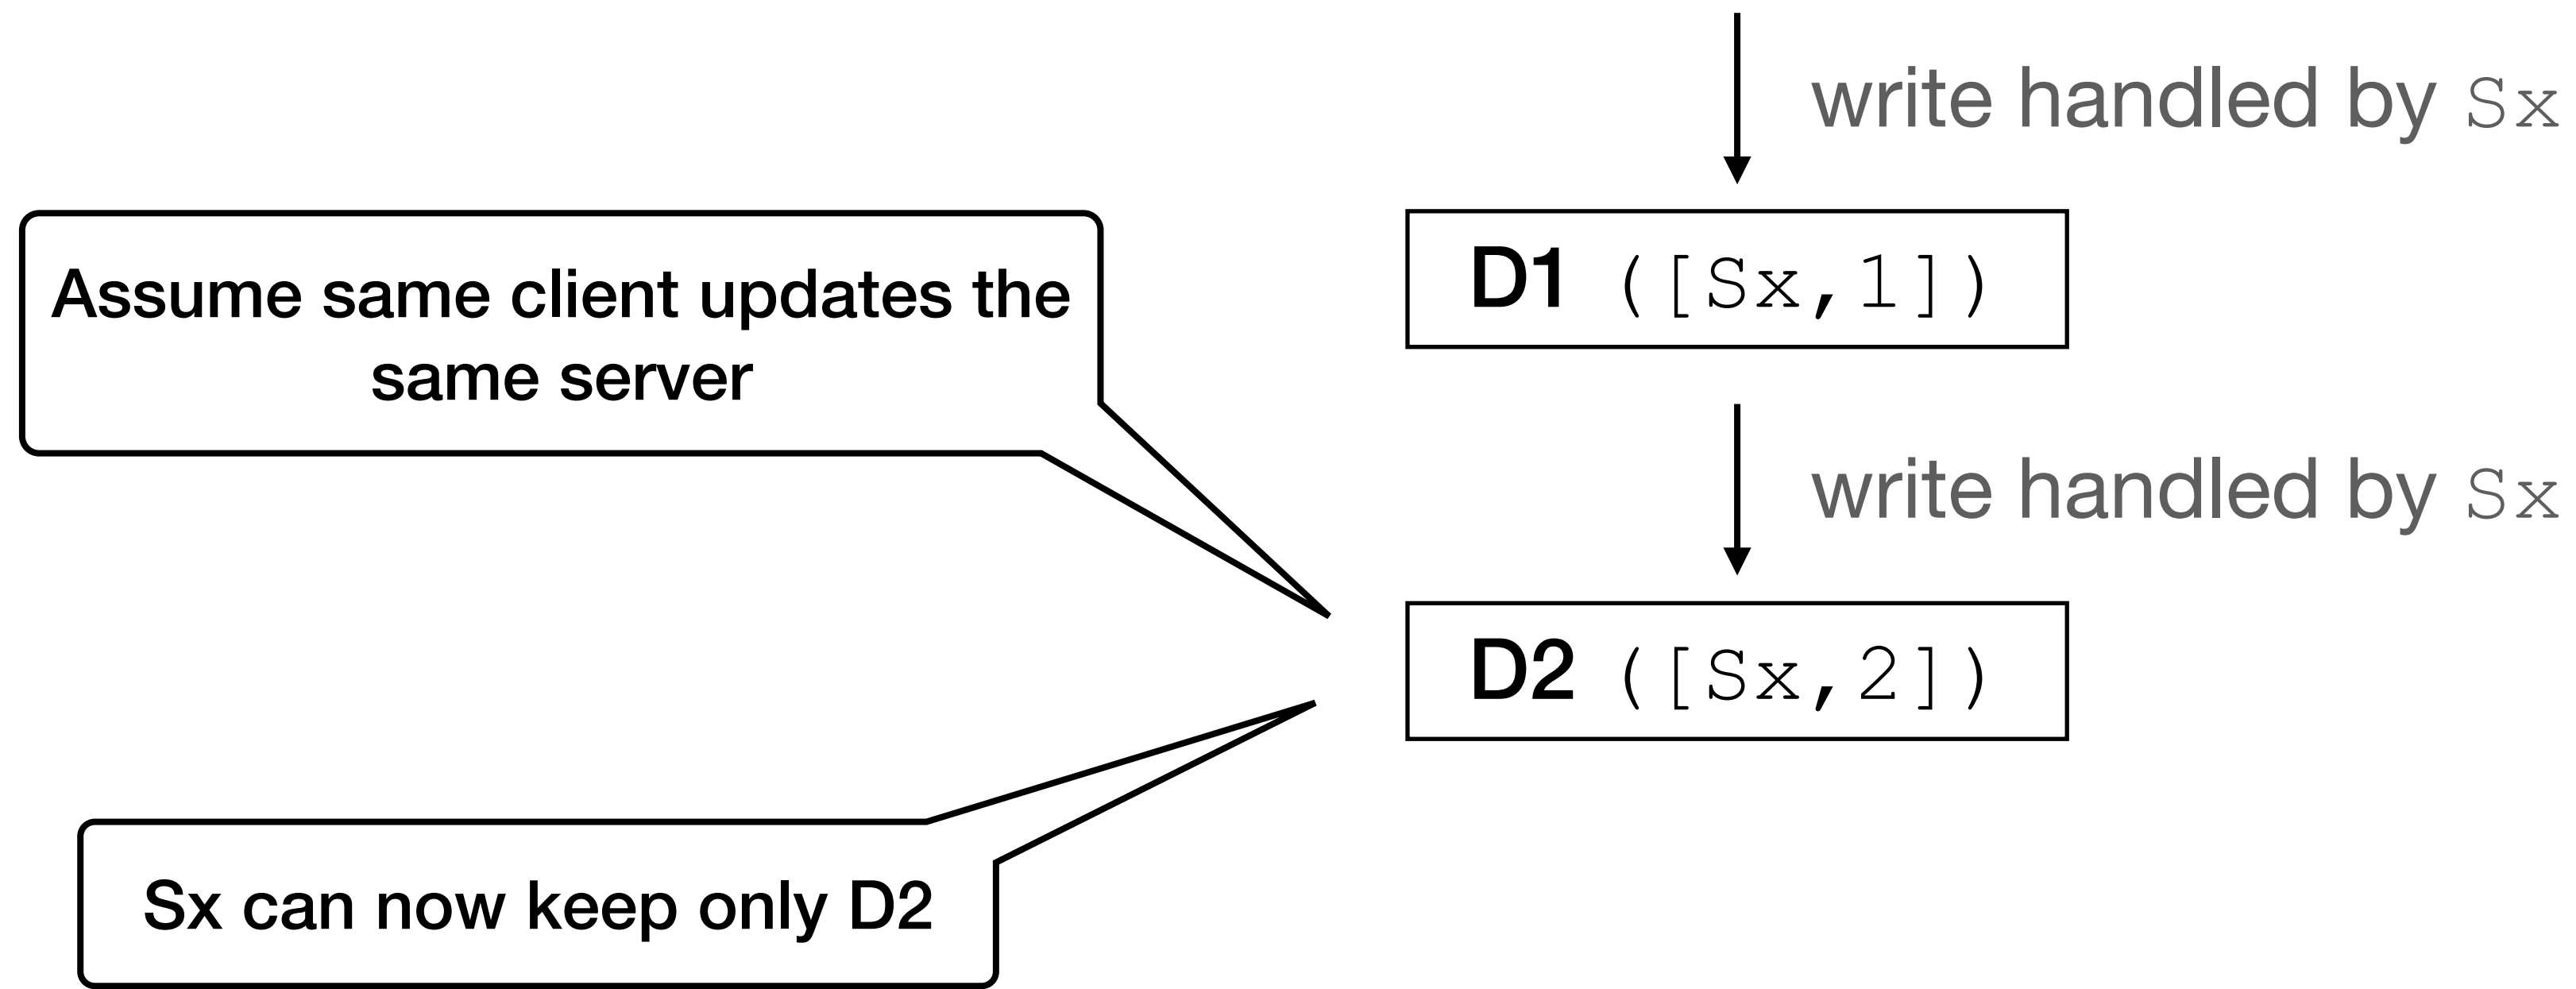 write handled by Sx
D1 ([Sx,1])
Assume same client updates the
same server
write handled by Sx
D2 ([Sx,2])
Sx can now keep only D2